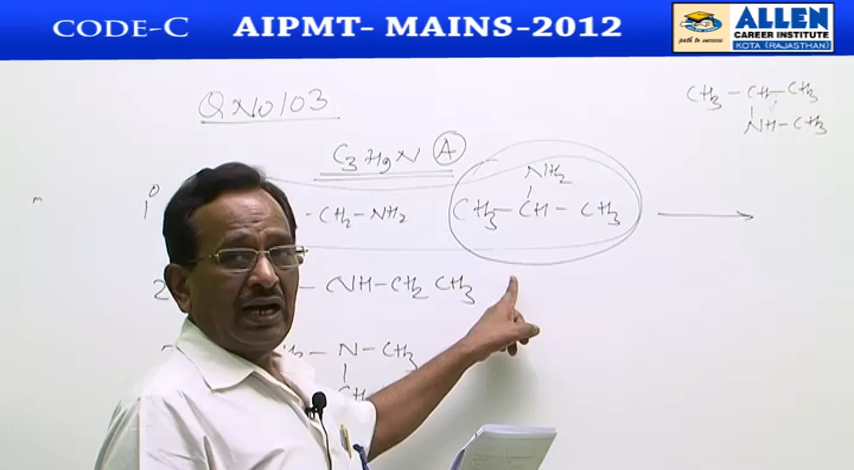 CODE-C AIPMT- MAINS-2012
ALLEN
CAREER INSTITUTE
KOTA (RAJASTHAN)
path to success
Q No 103
CH3 – CH – CH3
NH – CH3
C3H9N A
1° – CH2 – NH2
NH2
CH3 – CH – CH3
2 – NH – CH2 CH3
– N – CH3